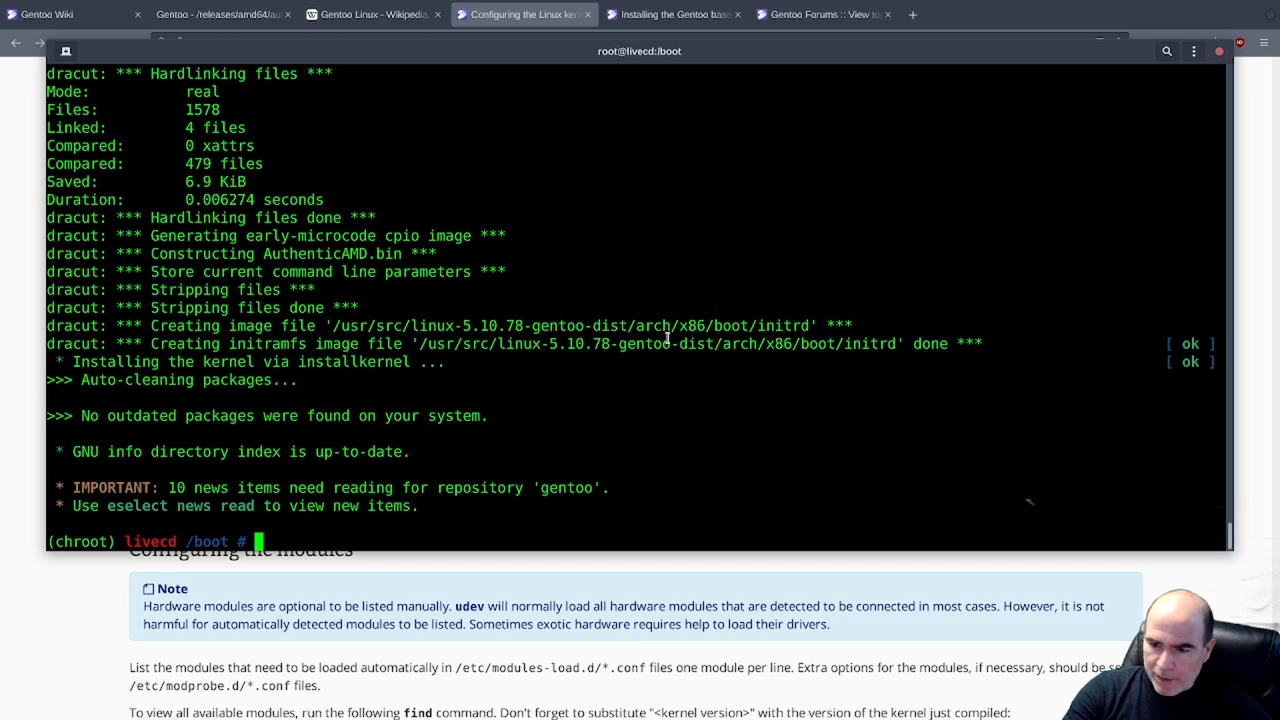 Gentoo Wiki
Gentoo - /releases/amd64/au
Gentoo Linux - Wikipedia,
Configuring the Linux ker
Installing the Gentoo base
Gentoo Forums :: View to
root@livecd:/boot
dracut: *** Hardlinking files ***
Mode: real
Files: 1578
Linked: 4 files
Compared: 0 xattrs
Compared: 479 files
Saved: 6.9 KiB
Duration: 0.006274 seconds
dracut: *** Hardlinking files done ***
dracut: *** Generating early-microcode cpio image ***
dracut: *** Constructing AuthenticAMD.bin ***
dracut: *** Store current command line parameters ***
dracut: *** Stripping files ***
dracut: *** Stripping files done ***
dracut: *** Creating image file '/usr/src/linux-5.10.78-gentoo-dist/arch/x86/boot/initrd' ***
dracut: *** Creating initramfs image file '/usr/src/linux-5.10.78-gentoo-dist/arch/x86/boot/initrd' done *** [ ok ]
* Installing the kernel via installkernel ... [ ok ]
>>> Auto-cleaning packages...
>>> No outdated packages were found on your system.
* GNU info directory index is up-to-date.
* IMPORTANT: 10 news items need reading for repository 'gentoo'.
* Use eselect news read to view new items.
(chroot) livecd /boot #
Configuring the modules
Note
Hardware modules are optional to be listed manually. udev will normally load all hardware modules that are detected to be connected in most cases. However, it is not
harmful for automatically detected modules to be listed. Sometimes exotic hardware requires help to load their drivers.
List the modules that need to be loaded automatically in /etc/modules-load.d/*.conf files one module per line. Extra options for the modules, if necessary, should be se
/etc/modprobe.d/*.conf files.
To view all available modules, run the following find command. Don't forget to substitute "<kernel version>" with the version of the kernel just compiled: